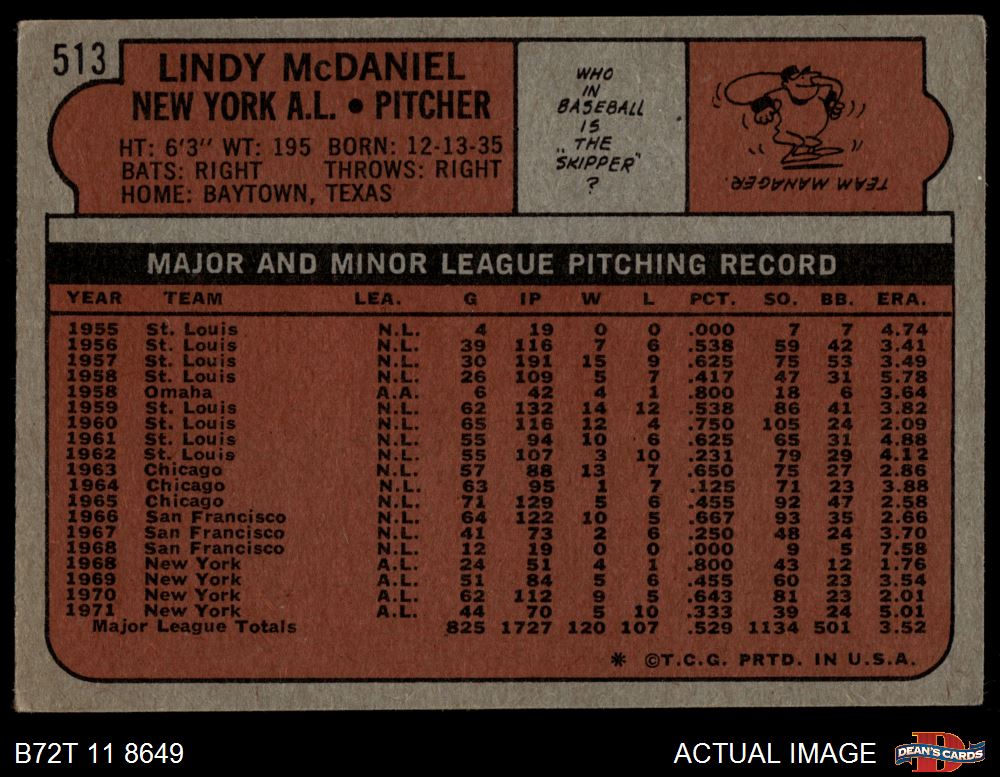 513
LINDY McDANIEL
NEW YORK A.L. • PITCHER
HT: 6'3" WT: 195 BORN: 12-13-35
BATS: RIGHT THROWS: RIGHT
HOME: BAYTOWN, TEXAS
WHO
IN
BASEBALL
IS
"THE
SKIPPER"
?
TEAM MANAGER.
MAJOR AND MINOR LEAGUE PITCHING RECORD
YEAR TEAM LEA. G IP W L PCT. SO. BB. ERA.
1955 St. Louis N.L. 4 19 0 0 .000 7 7 4.74
1956 St. Louis N.L. 39 116 7 6 .538 59 42 3.41
1957 St. Louis N.L. 30 191 15 9 .625 75 53 3.49
1958 St. Louis N.L. 26 109 5 7 .417 47 31 5.78
1958 Omaha A.A. 6 42 4 1 .800 18 6 3.64
1959 St. Louis N.L. 62 132 14 12 .538 86 41 3.82
1960 St. Louis N.L. 65 116 12 4 .750 105 24 2.09
1961 St. Louis N.L. 55 94 10 6 .625 65 31 4.88
1962 St. Louis N.L. 55 107 3 10 .231 79 29 4.12
1963 Chicago N.L. 57 88 13 7 .650 75 27 2.86
1964 Chicago N.L. 63 95 1 7 .125 71 23 3.88
1965 Chicago N.L. 71 129 5 6 .455 92 47 2.58
1966 San Francisco N.L. 64 122 10 5 .667 93 35 2.66
1967 San Francisco N.L. 41 73 2 6 .250 48 24 3.70
1968 San Francisco N.L. 12 19 0 0 .000 9 5 7.58
1968 New York A.L. 24 51 4 1 .800 43 12 1.76
1969 New York A.L. 51 84 5 6 .455 60 23 3.54
1970 New York A.L. 62 112 9 5 .643 81 23 2.01
1971 New York A.L. 44 70 5 10 .333 39 24 5.01
Major League Totals 825 1727 120 107 .529 1134 501 3.52
* ©T.C.G. PRTD. IN U.S.A.
B72T 11 8649
ACTUAL IMAGE
D
DEAN'S CARDS